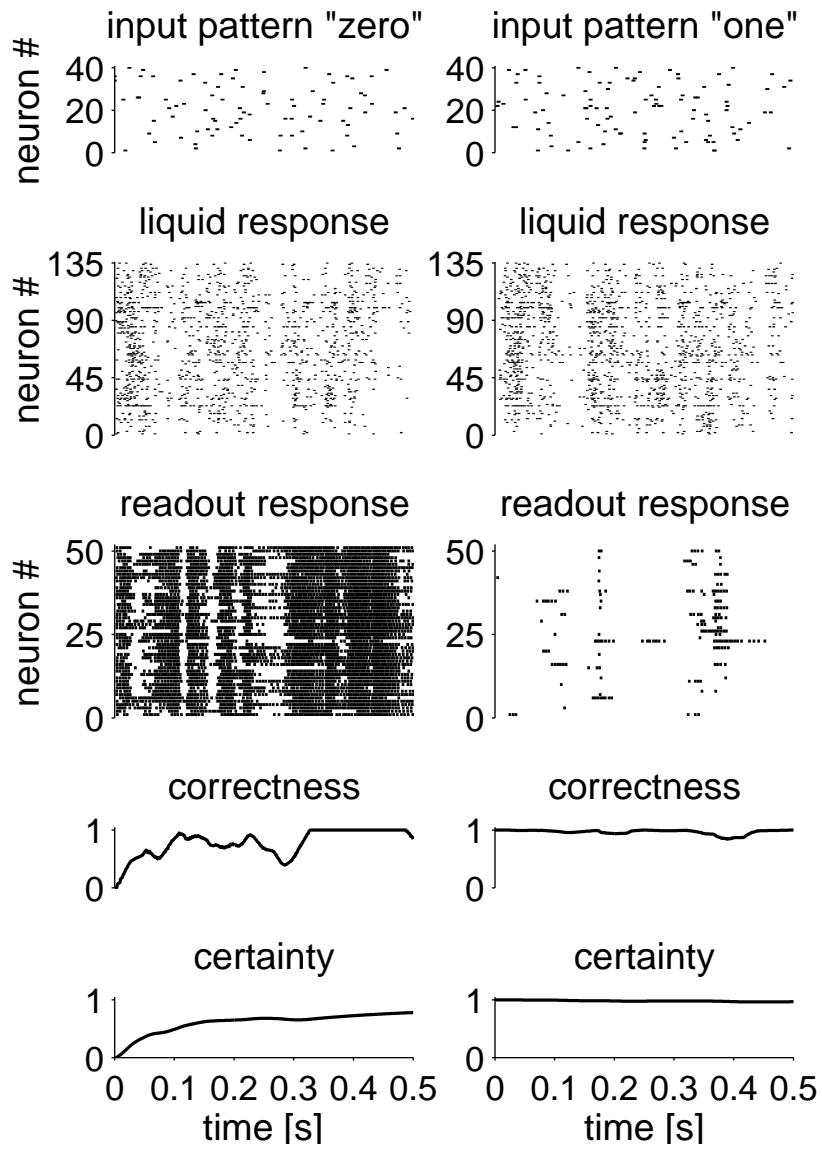 input pattern "zero"
input pattern "one"
neuron #
40
20
0
40
20
0
liquid response
liquid response
neuron #
135
90
45
0
135
90
45
0
readout response
readout response
neuron #
50
25
0
50
25
0
correctness
correctness
1
0
1
0
certainty
certainty
1
0
1
0
0 0.1 0.2 0.3 0.4 0.5
0 0.1 0.2 0.3 0.4 0.5
time [s]
time [s]